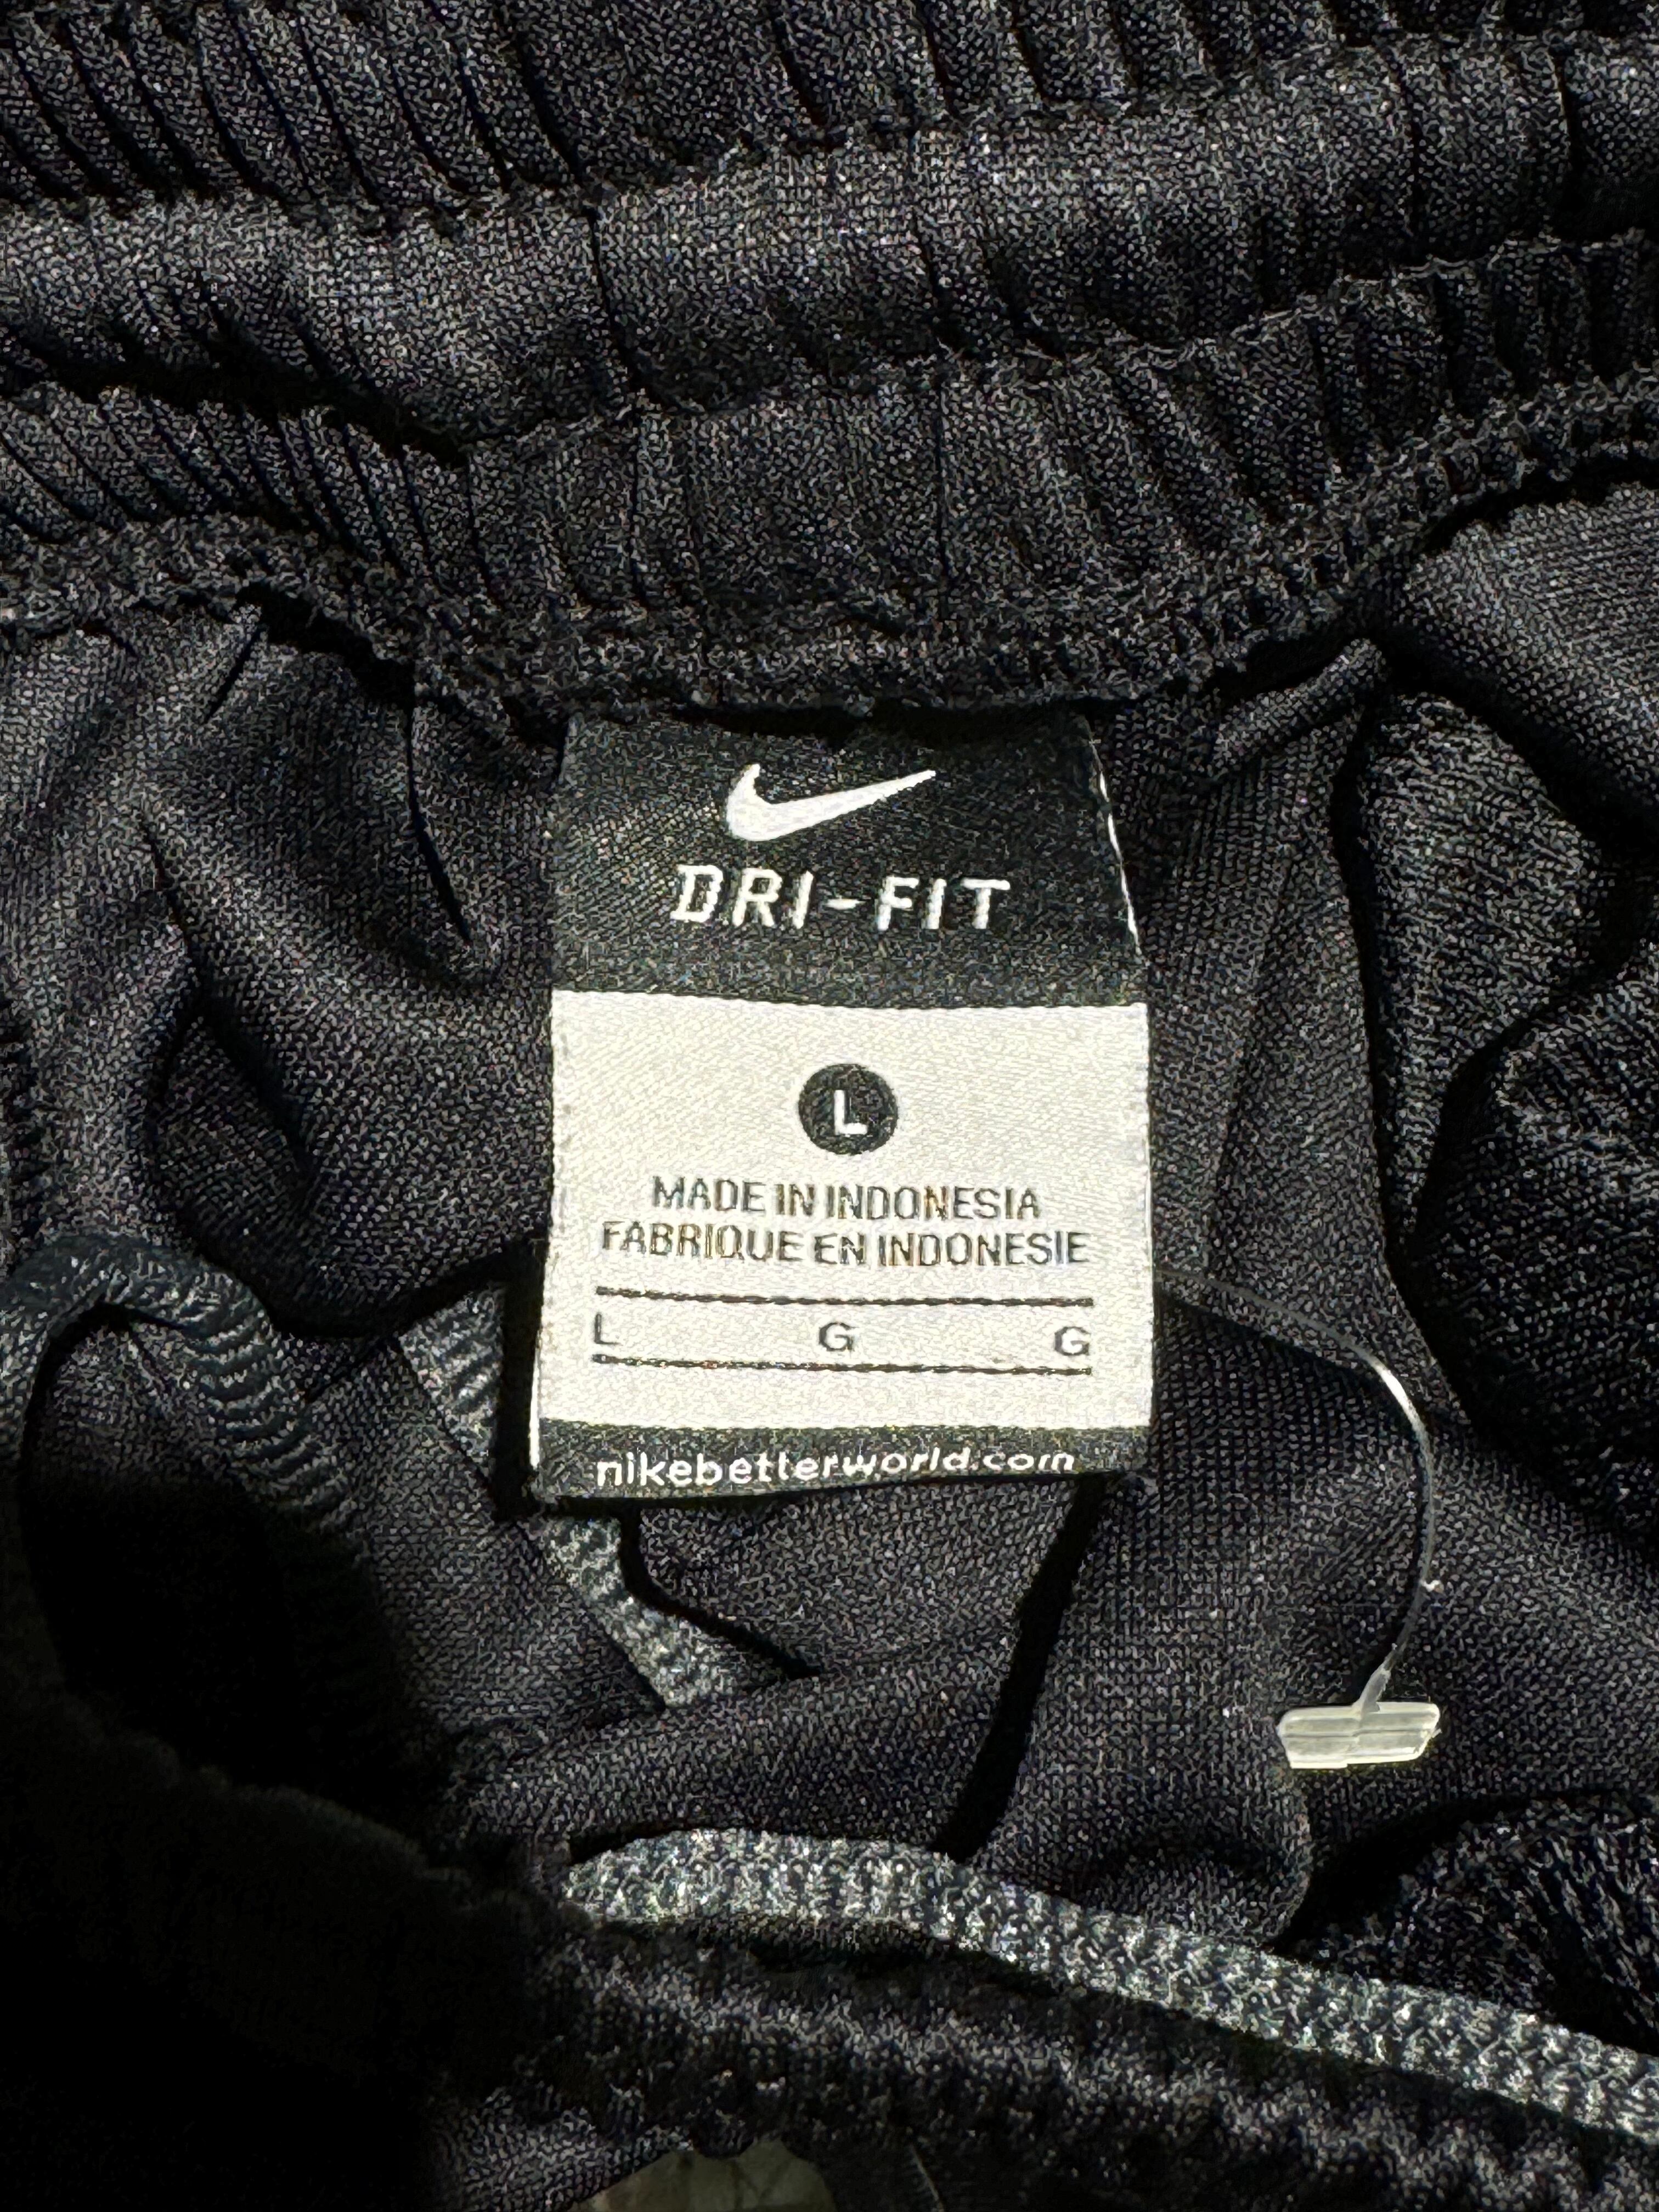 DRI-FIT
L
MADE IN INDONESIA
FABRIQUE EN INDONESIE
L G G
nikebetterworld.com